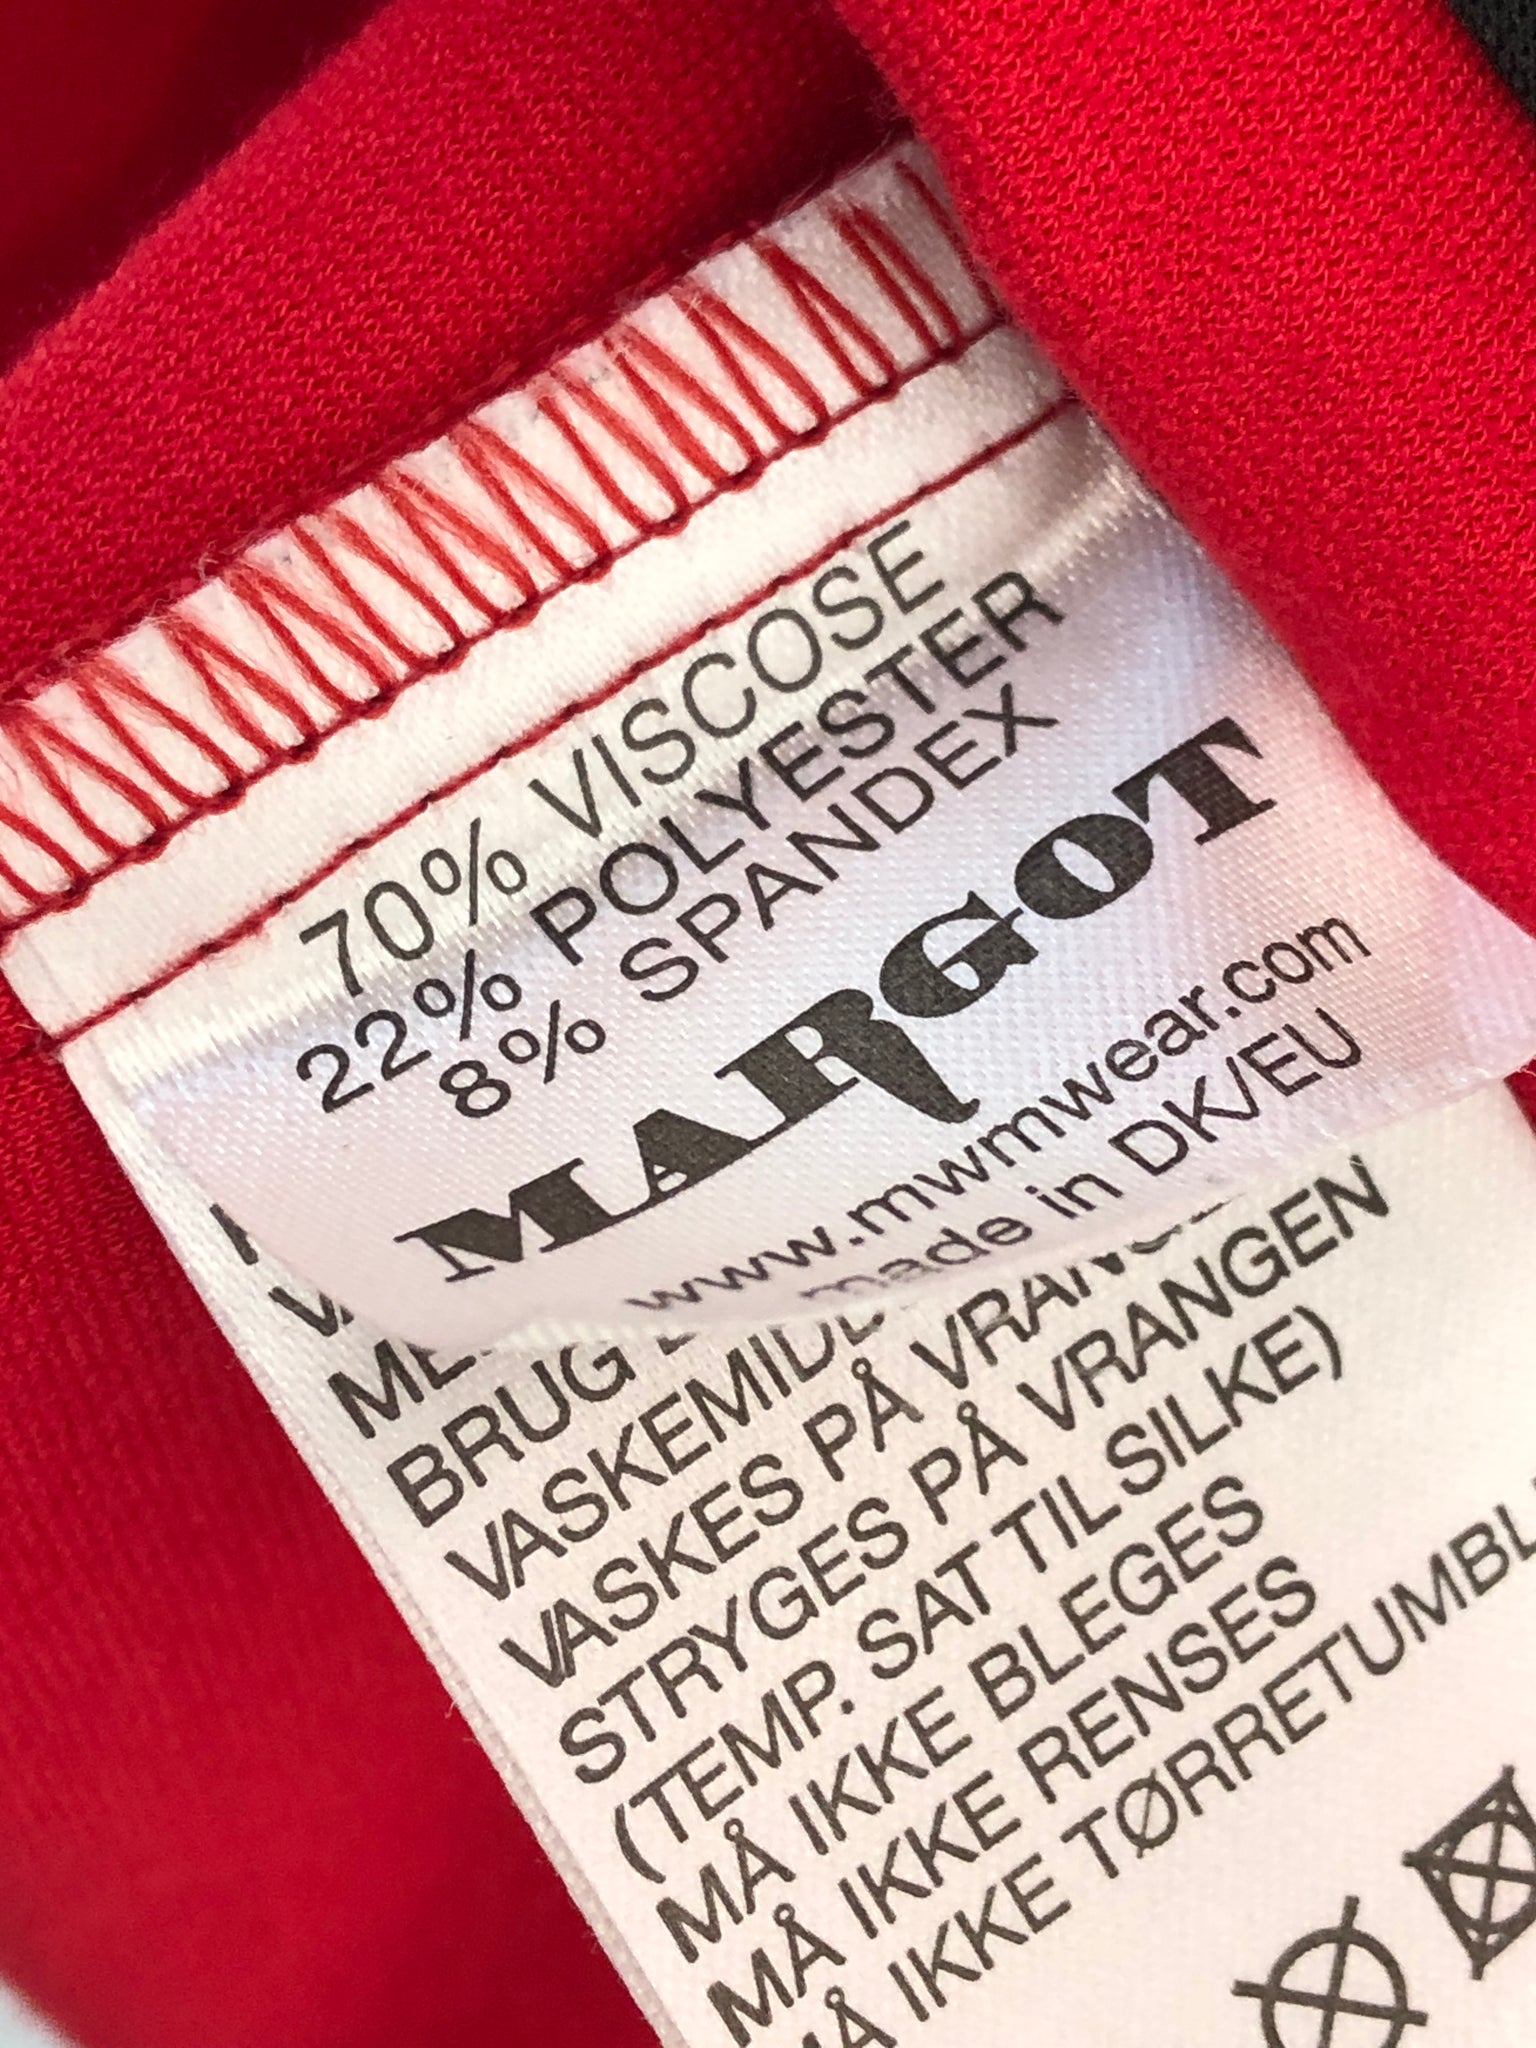 70% VISCOSE
22% POLYESTER
8% SPANDEX
MARGOT
www.mwmwear.com
made in DK/EU
BRUG
VASKES PÅ VRANGEN
STRYGES PÅ VRANGEN
(TEMP. SAT TIL SILKE)
MÅ IKKE BLEGES
MÅ IKKE RENSES
MÅ IKKE